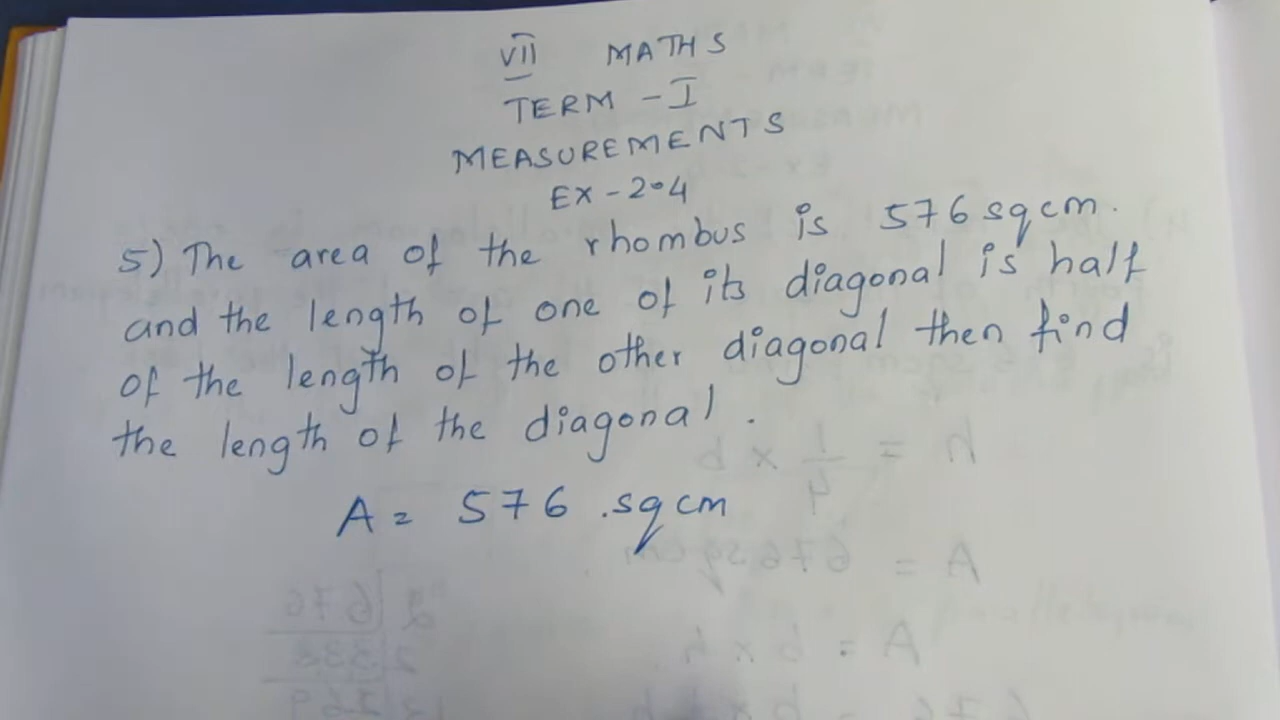 VII MATHS
TERM - I
MEASUREMENTS
EX - 2.4
5) The area of the rhombus is 576 sq cm.
and the length of one of its diagonal is half
of the length of the other diagonal then find
the length of the diagonal.
A = 576 .sq cm